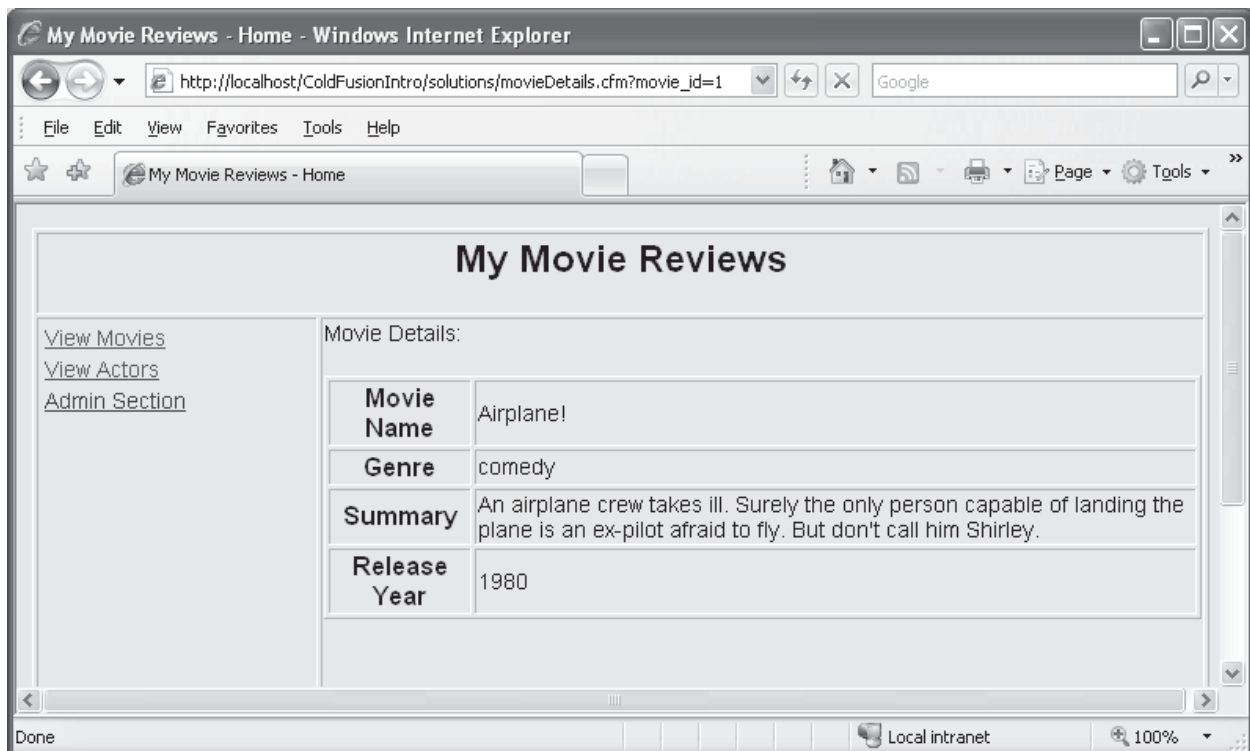 My Movie Reviews - Home - Windows Internet Explorer
http://localhost/ColdFusionIntro/solutions/movieDetails.cfm?movie_id=1
Google
File Edit View Favorites Tools Help
My Movie Reviews - Home
Page Tools »
My Movie Reviews
View Movies
View Actors
Admin Section
Movie Details:
Movie
Name
Airplane!
Genre
comedy
Summary
An airplane crew takes ill. Surely the only person capable of landing the
plane is an ex-pilot afraid to fly. But don't call him Shirley.
Release
Year
1980
Done
Local intranet
100%